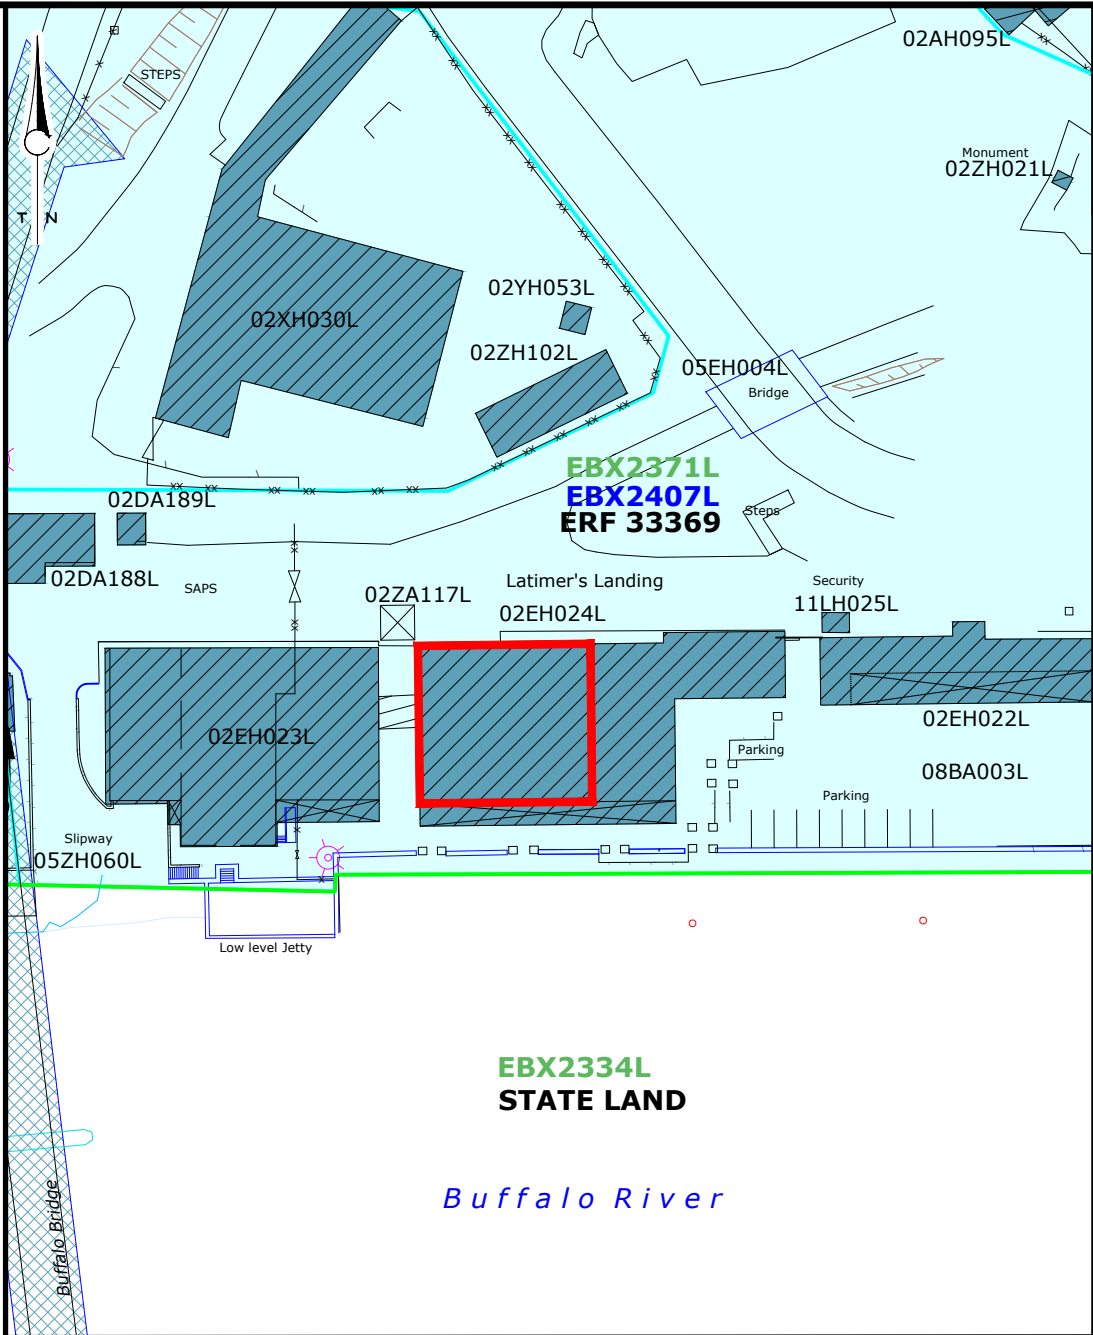 02AH095L
STEPS
Monument
02ZH021L
T N
02YH053L
02XH030L
02ZH102L
05EH004L
Bridge
EBX2371L
EBX2407L
ERF 33369
02DA189L
Steps
02DA188L
SAPS
Latimer's Landing
Security
02ZA117L
02EH024L
11LH025L
02EH023L
02EH022L
Parking
08BA003L
Parking
Slipway
05ZH060L
Low level Jetty
EBX2334L
STATE LAND
Buffalo River
Buffalo Bridge